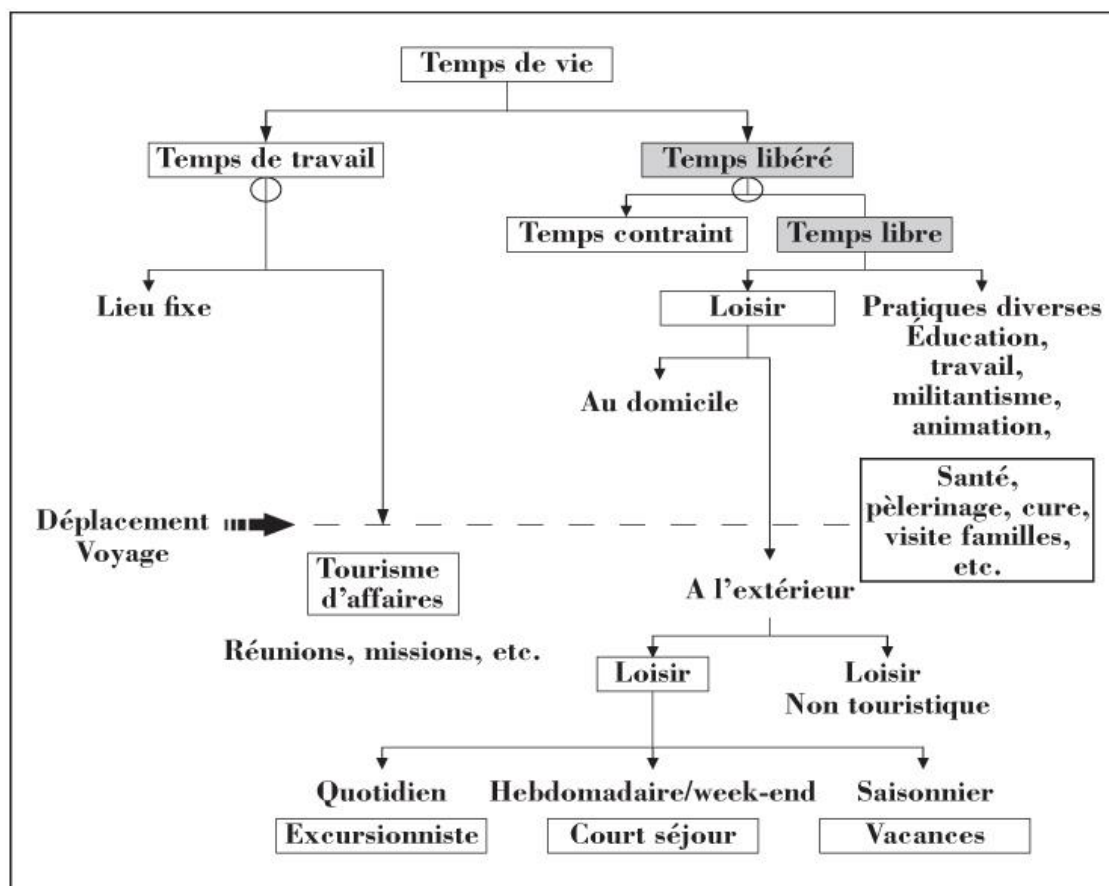 Temps de vie
Temps de travail
Temps libéré
Temps contraint
Temps libre
Lieu fixe
Loisir
Pratiques diverses
Éducation,
travail,
militantisme,
animation,
Au domicile
Santé,
pèlerinage, cure,
visite familles,
etc.
Déplacement
Voyage
Tourisme
d'affaires
A l'extérieur
Réunions, missions, etc.
Loisir
Loisir
Non touristique
Quotidien
Hebdomadaire/week-end
Saisonnier
Excursionniste
Court séjour
Vacances